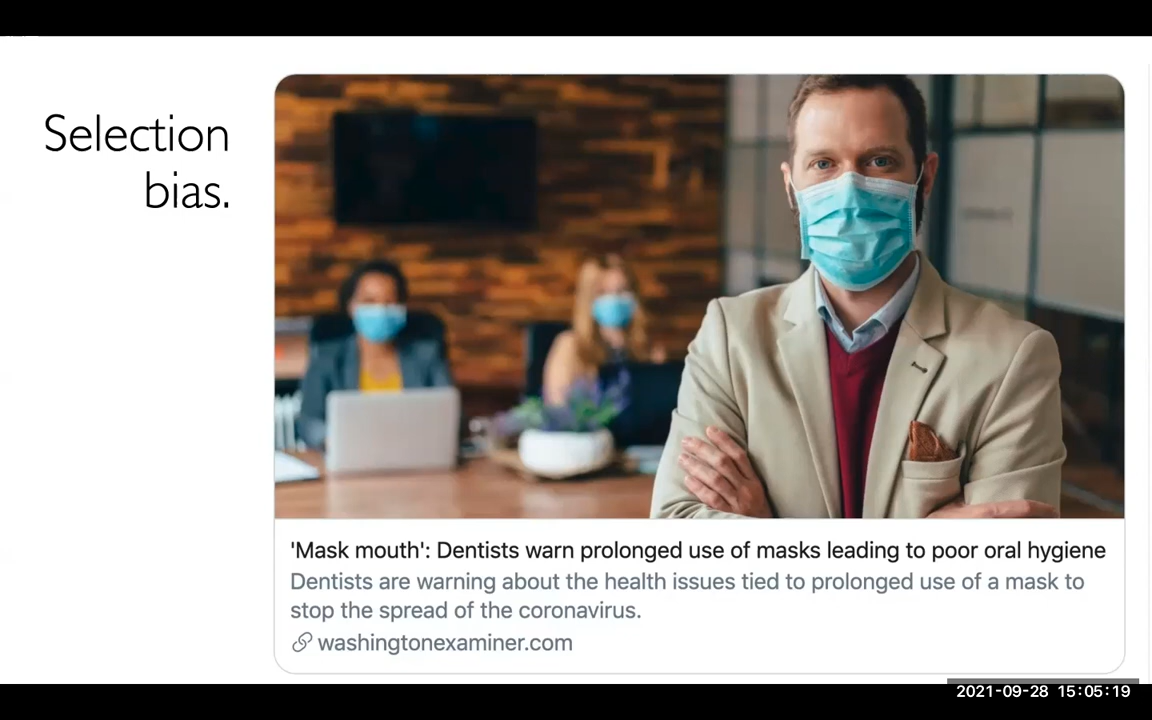 Selection
bias.
'Mask mouth': Dentists warn prolonged use of masks leading to poor oral hygiene
Dentists are warning about the health issues tied to prolonged use of a mask to
stop the spread of the coronavirus.
washingtonexaminer.com
2021-09-28 15:05:19